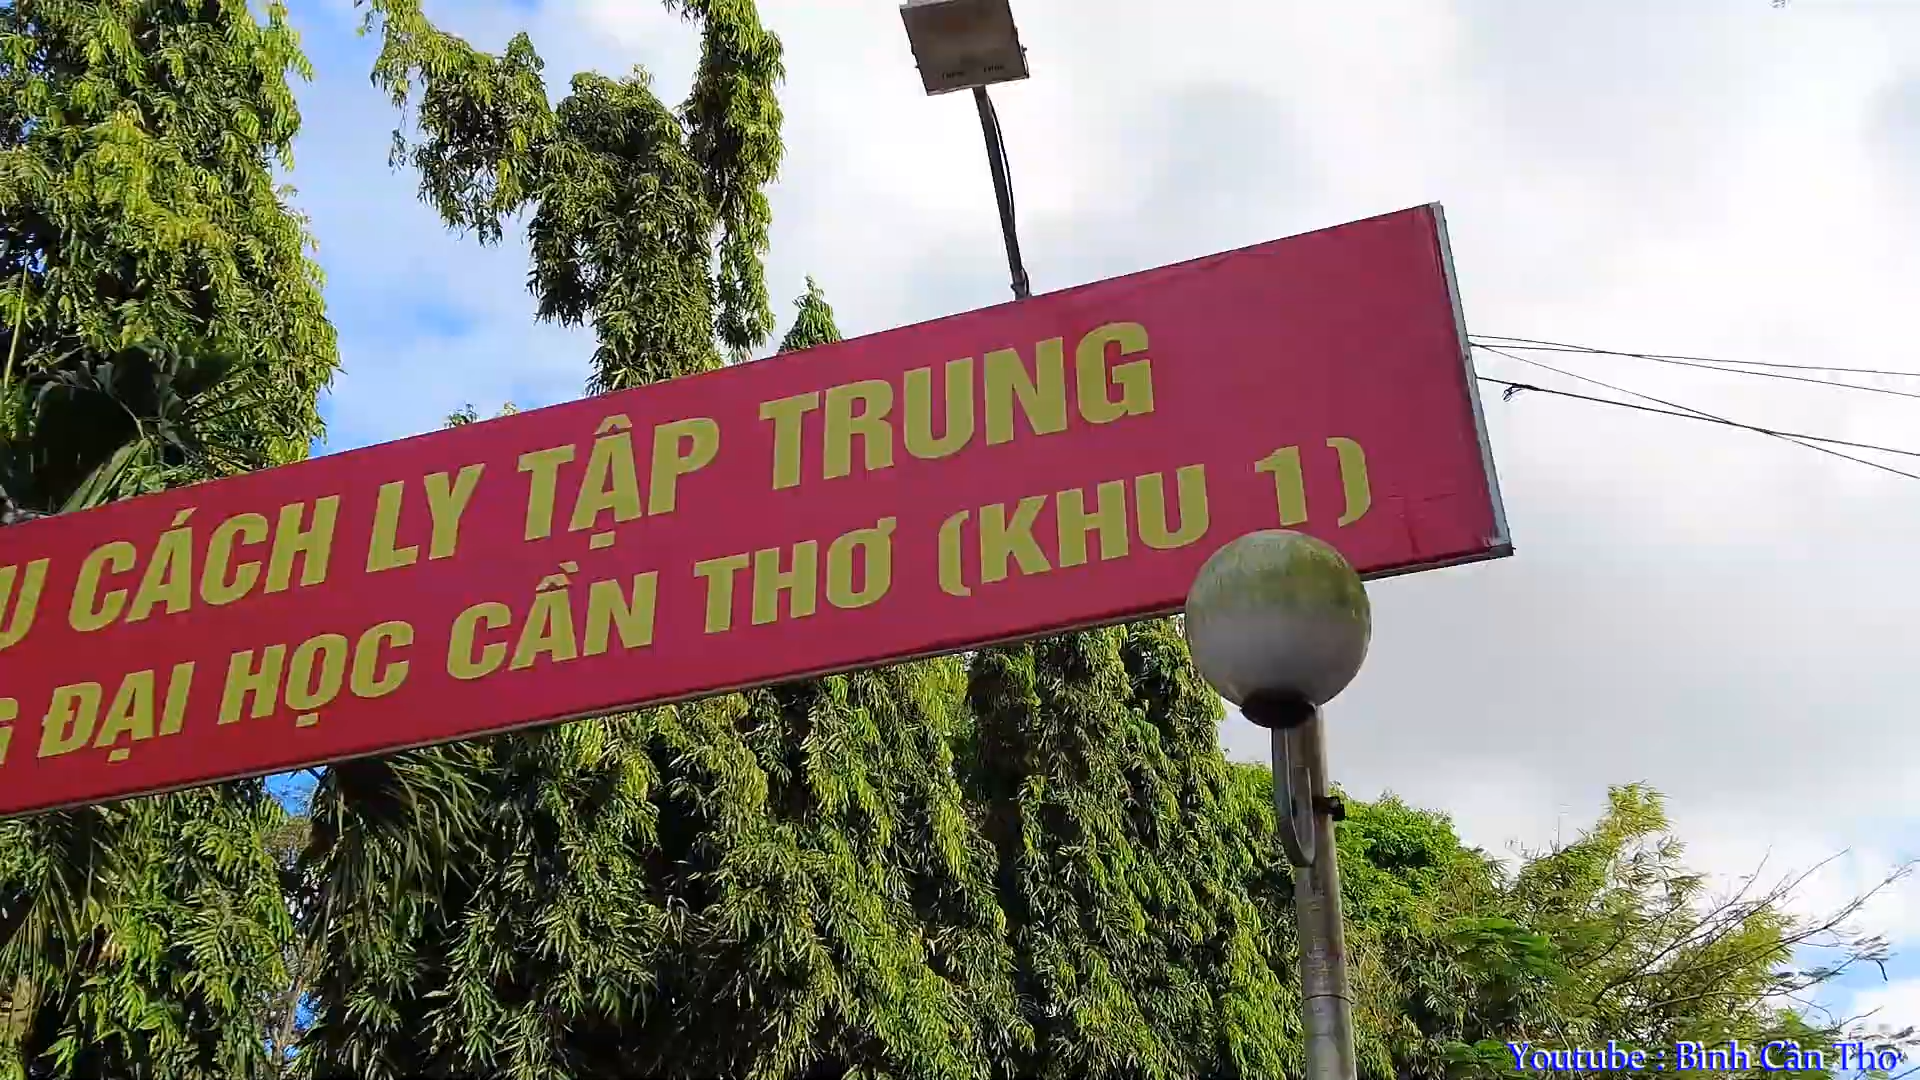 CÁCH LY TẬP TRUNG
ĐẠI HỌC CẦN THƠ (KHU 1)
Youtube : Bình Cần Thơ